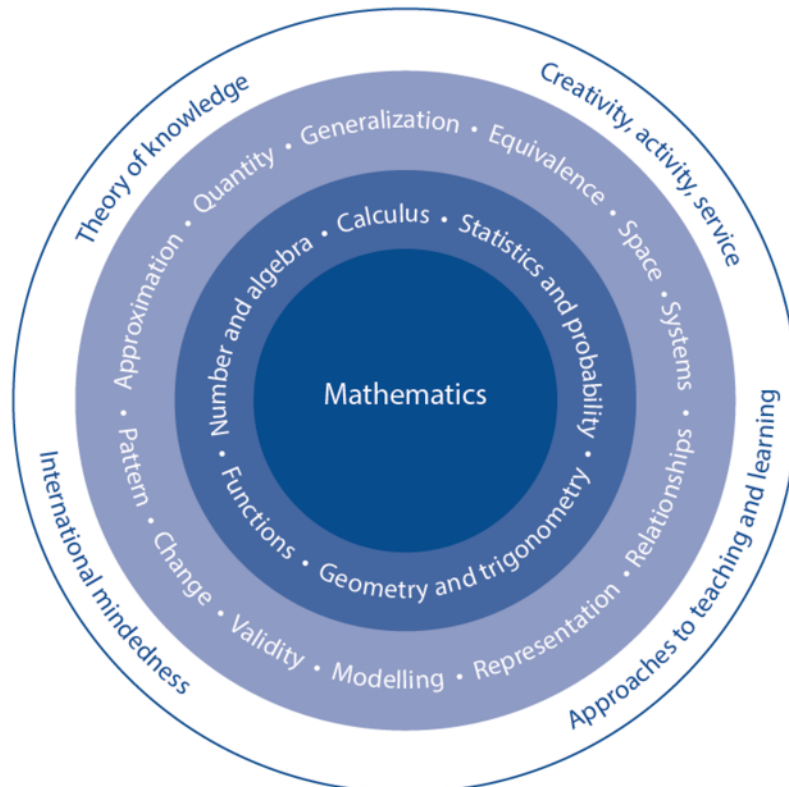 Theory of knowledge
Creativity, activity, service
Approaches to teaching and learning
International mindedness
Approximation • Quantity • Generalization • Equivalence • Space • Systems • Relationships • Representation • Modelling • Validity • Change • Pattern •
Number and algebra • Calculus • Statistics and probability • Geometry and trigonometry • Functions •
Mathematics